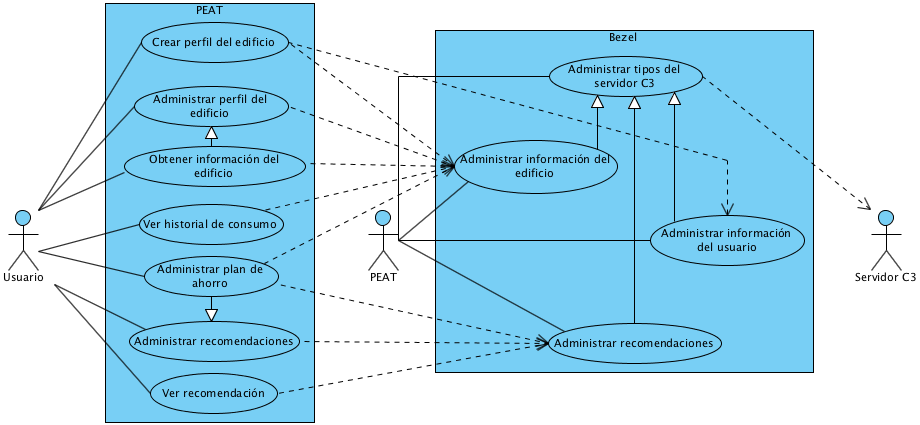 PEAT
Crear perfil del edificio
Administrar perfil del
edificio
Obtener información del
edificio
Ver historial de consumo
Administrar plan de
ahorro
Administrar recomendaciones
Ver recomendación
Usuario
PEAT
Bezel
Administrar tipos del
servidor C3
Administrar información del
edificio
Administrar información
del usuario
Administrar recomendaciones
Servidor C3